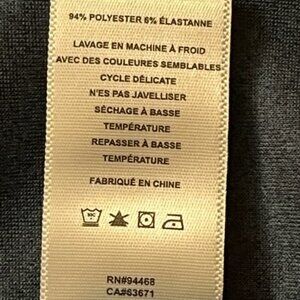 94% POLYESTER 6% ÉLASTANNE
LAVAGE EN MACHINE À FROID
AVEC DES COULEURS SEMBLABLES
CYCLE DÉLICATE
N'ES PAS JAVELLISER
SÉCHAGE À BASSE
TEMPÉRATURE
REPASSER À BASSE
TEMPÉRATURE
FABRIQUÉ EN CHINE
RN#94468
CA#63671